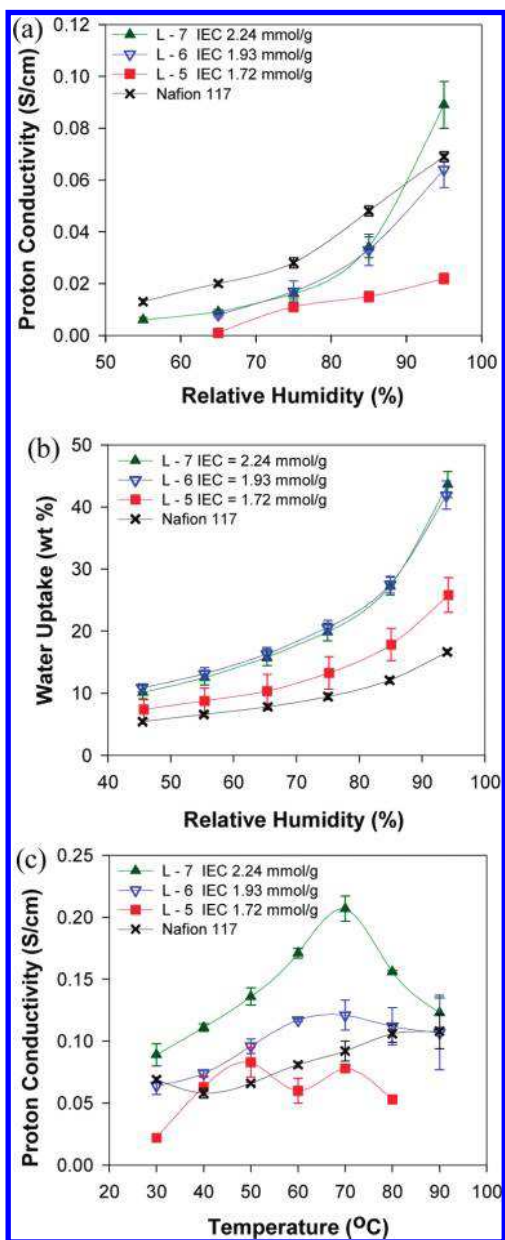 (a)
L - 7 IEC 2.24 mmol/g
L - 6 IEC 1.93 mmol/g
L - 5 IEC 1.72 mmol/g
Nafion 117
Proton Conductivity (S/cm)
0.12
0.10
0.08
0.06
0.04
0.02
0.00
50 60 70 80 90 100
Relative Humidity (%)
(b)
L - 7 IEC = 2.24 mmol/g
L - 6 IEC = 1.93 mmol/g
L - 5 IEC = 1.72 mmol/g
Nafion 117
Water Uptake (wt %)
50
40
30
20
10
0
40 50 60 70 80 90 100
Relative Humidity (%)
(c)
L - 7 IEC 2.24 mmol/g
L - 6 IEC 1.93 mmol/g
L - 5 IEC 1.72 mmol/g
Nafion 117
Proton Conductivity (S/cm)
0.25
0.20
0.15
0.10
0.05
0.00
20 30 40 50 60 70 80 90 100
Temperature (ºC)